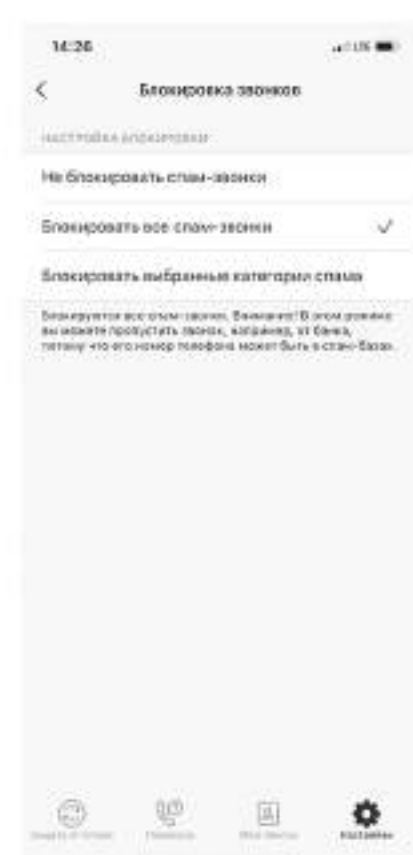 14:26
LTE
Блокировка звонков
НАСТРОЙКА БЛОКИРОВКИ
Не блокировать спам-звонки
Блокировать все спам-звонки
Блокировать выбранные категории спама
Блокируются все спам-звонки. Внимание! В этом режиме
вы можете пропустить звонок, например, от банка,
потому что его номер телефона может быть в спам-базах.
Настройки